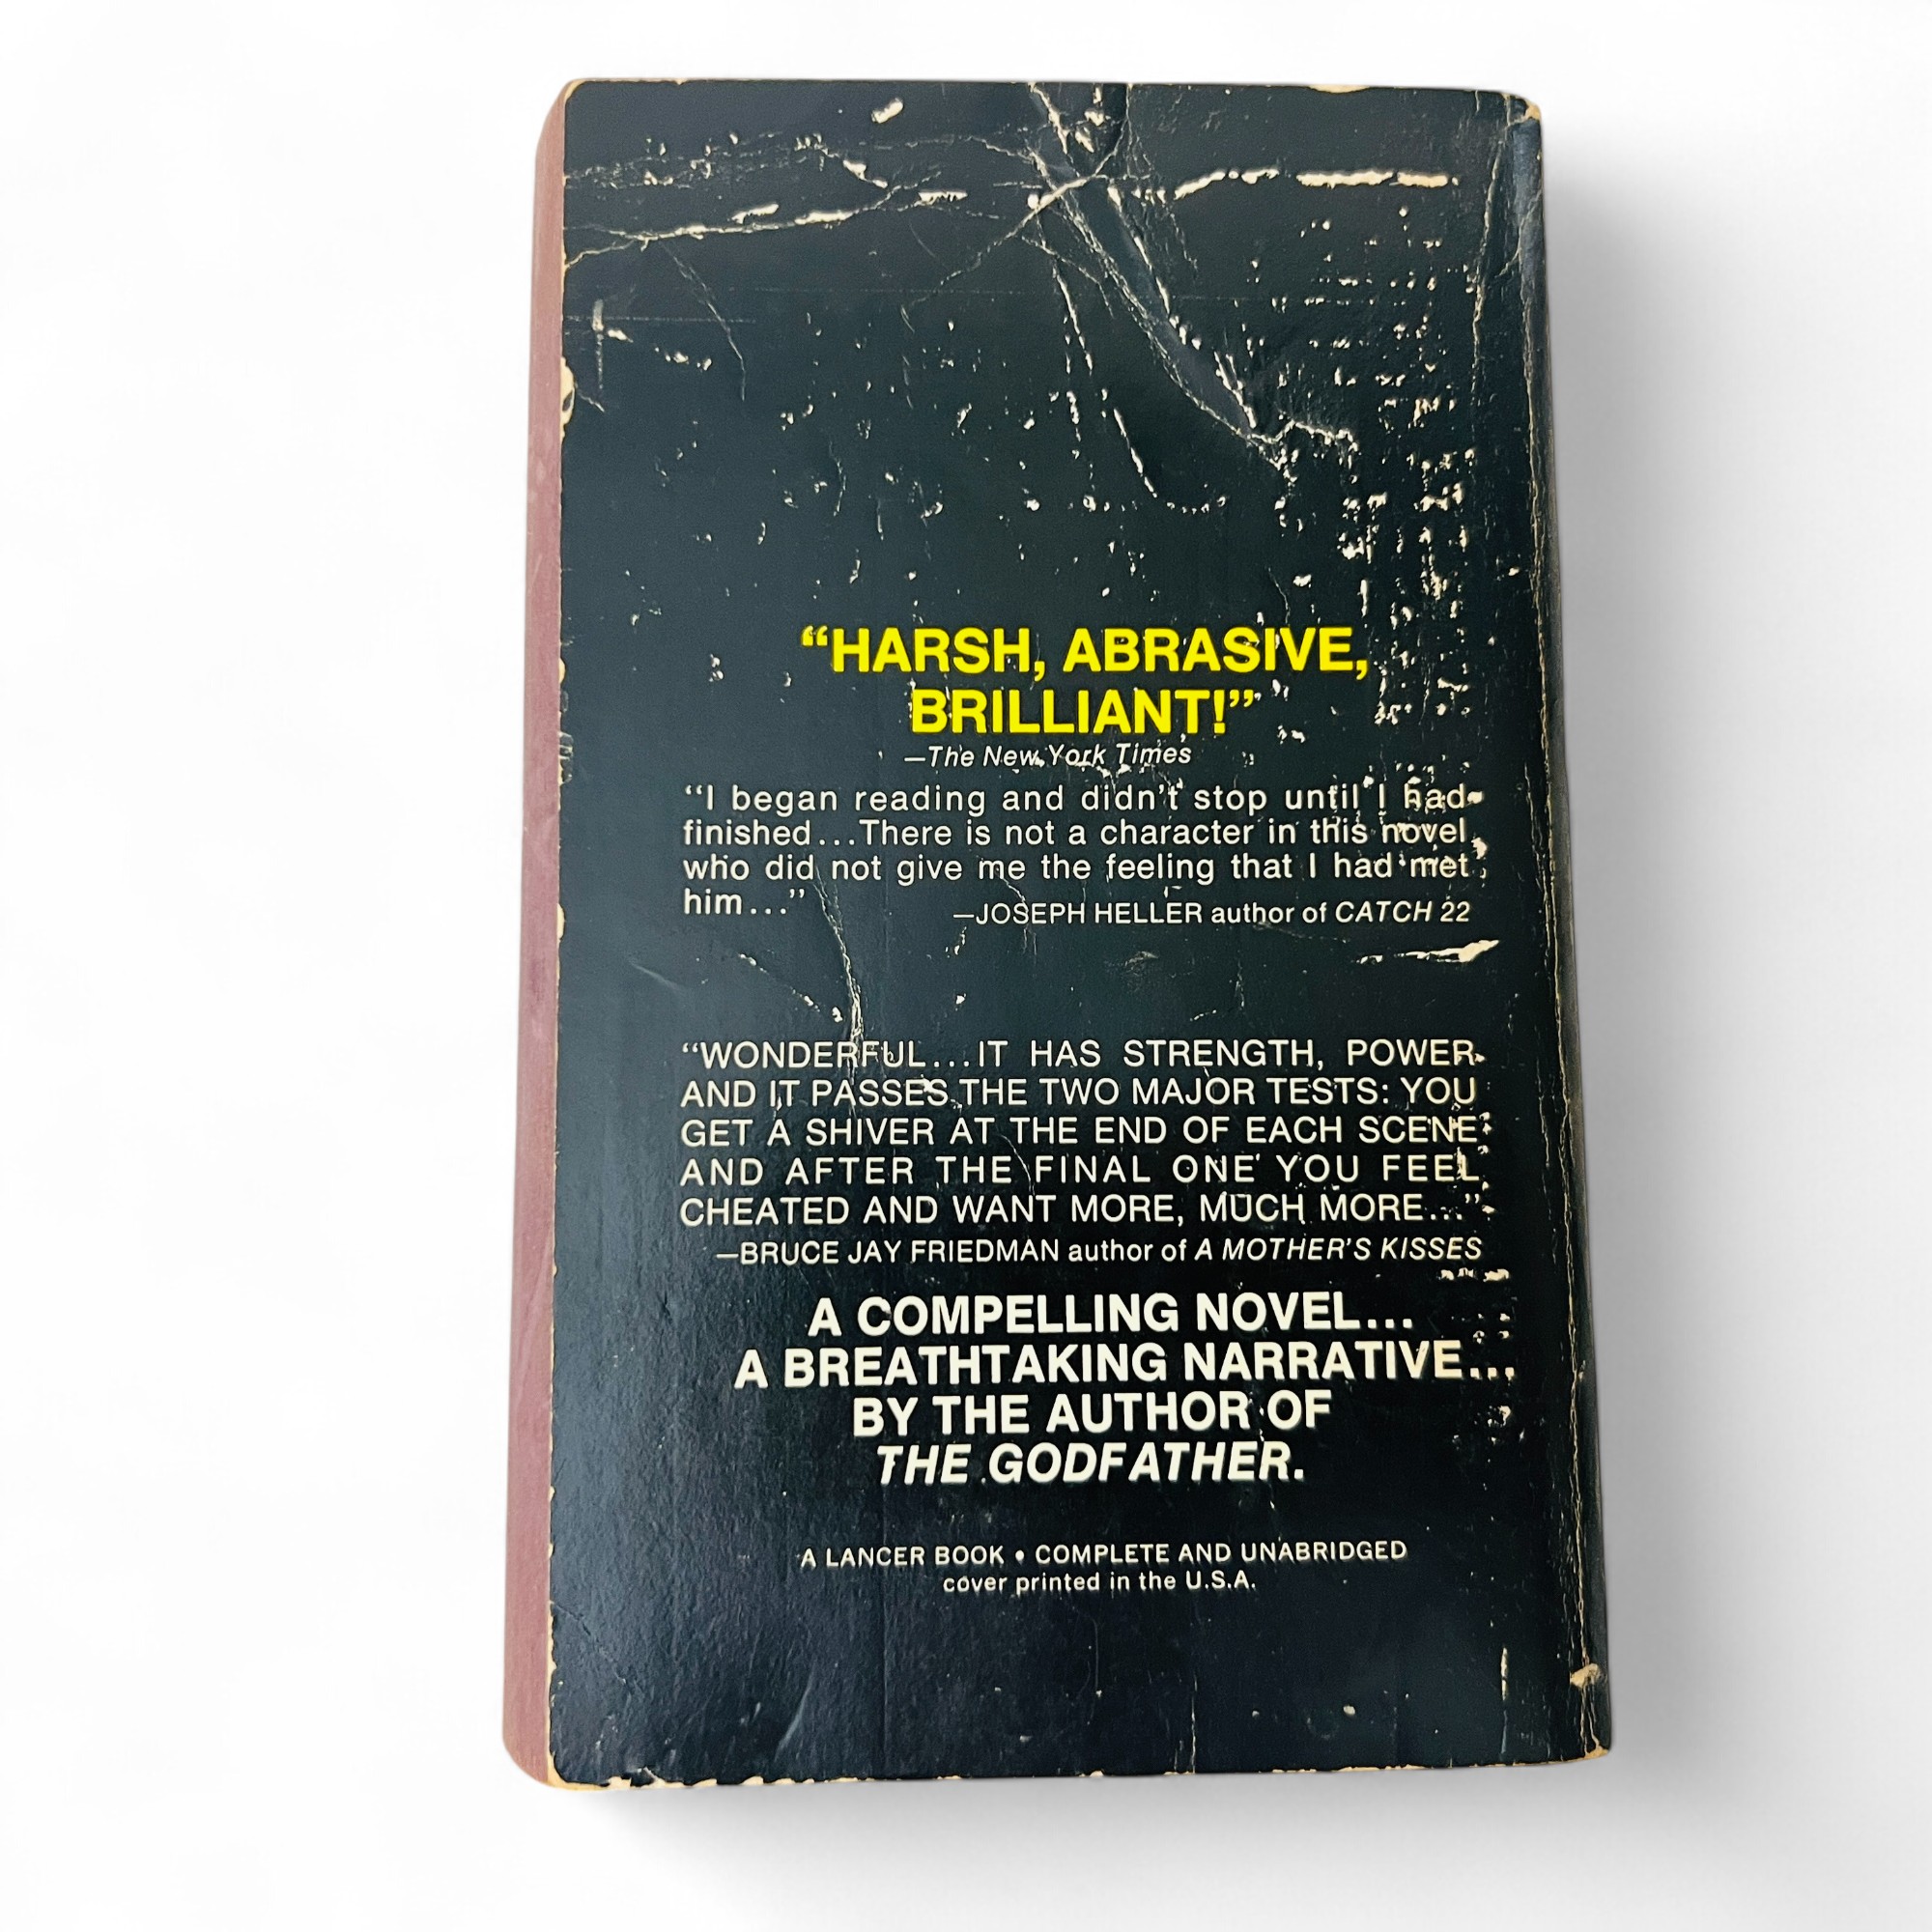 “HARSH, ABRASIVE,
BRILLIANT!”
—The New York Times
“I began reading and didn’t stop until I had
finished...There is not a character in this novel
who did not give me the feeling that I had met
him...”
—JOSEPH HELLER author of CATCH 22
“WONDERFUL...IT HAS STRENGTH, POWER
AND IT PASSES THE TWO MAJOR TESTS: YOU
GET A SHIVER AT THE END OF EACH SCENE
AND AFTER THE FINAL ONE YOU FEEL
CHEATED AND WANT MORE, MUCH MORE...”
—BRUCE JAY FRIEDMAN author of A MOTHER’S KISSES
A COMPELLING NOVEL...
A BREATHTAKING NARRATIVE...
BY THE AUTHOR OF
THE GODFATHER.
A LANCER BOOK • COMPLETE AND UNABRIDGED
cover printed in the U.S.A.